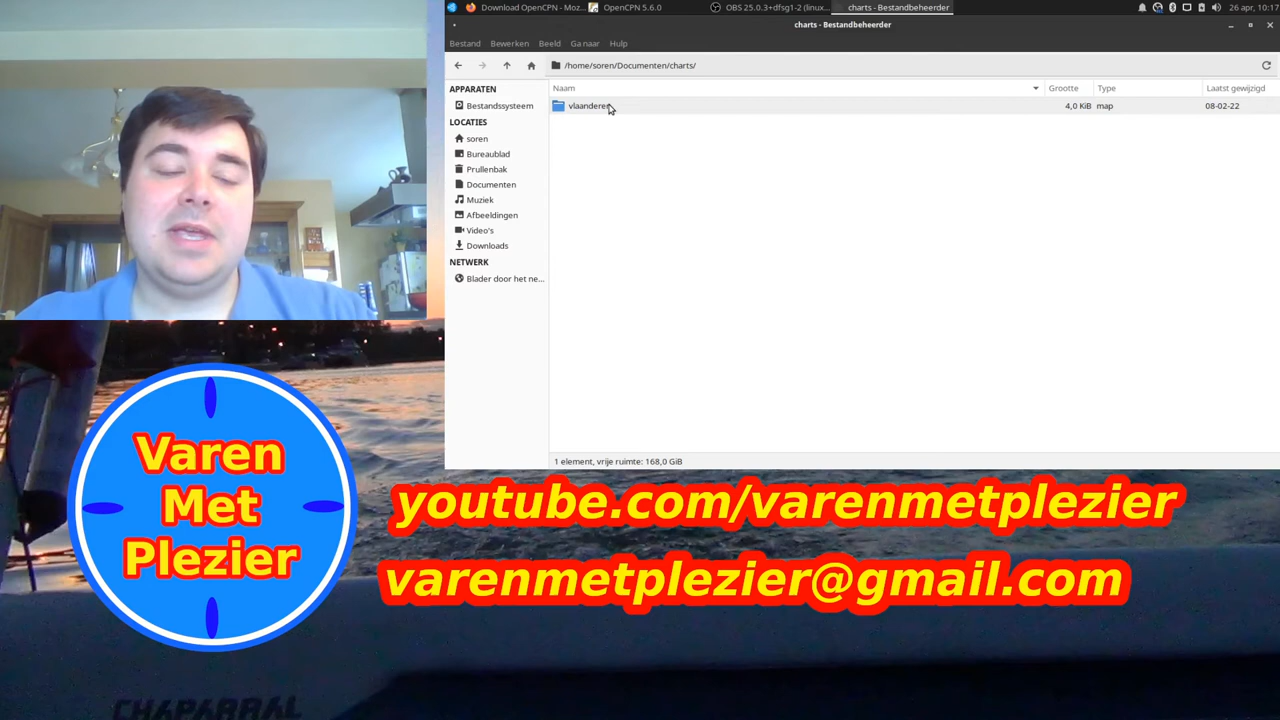 Download OpenCPN - Moz...
OpenCPN 5.6.0
OBS 25.0.3+dfsg1-2 (linux...
charts - Bestandbeheerder
26 apr, 10:17
charts - Bestandbeheerder
Bestand Bewerken Beeld Ga naar Hulp
/home/soren/Documenten/charts/
APPARATEN
Bestandssysteem
LOCATIES
soren
Bureaublad
Prullenbak
Documenten
Muziek
Afbeeldingen
Video's
Downloads
NETWERK
Blader door het ne...
Naam Grootte Type Laatst gewijzigd
vlaanderen 4,0 KiB map 08-02-22
1 element, vrije ruimte: 168,0 GiB
Varen
Met
Plezier
youtube.com/varenmetplezier
varenmetplezier@gmail.com
CHAPARRAL